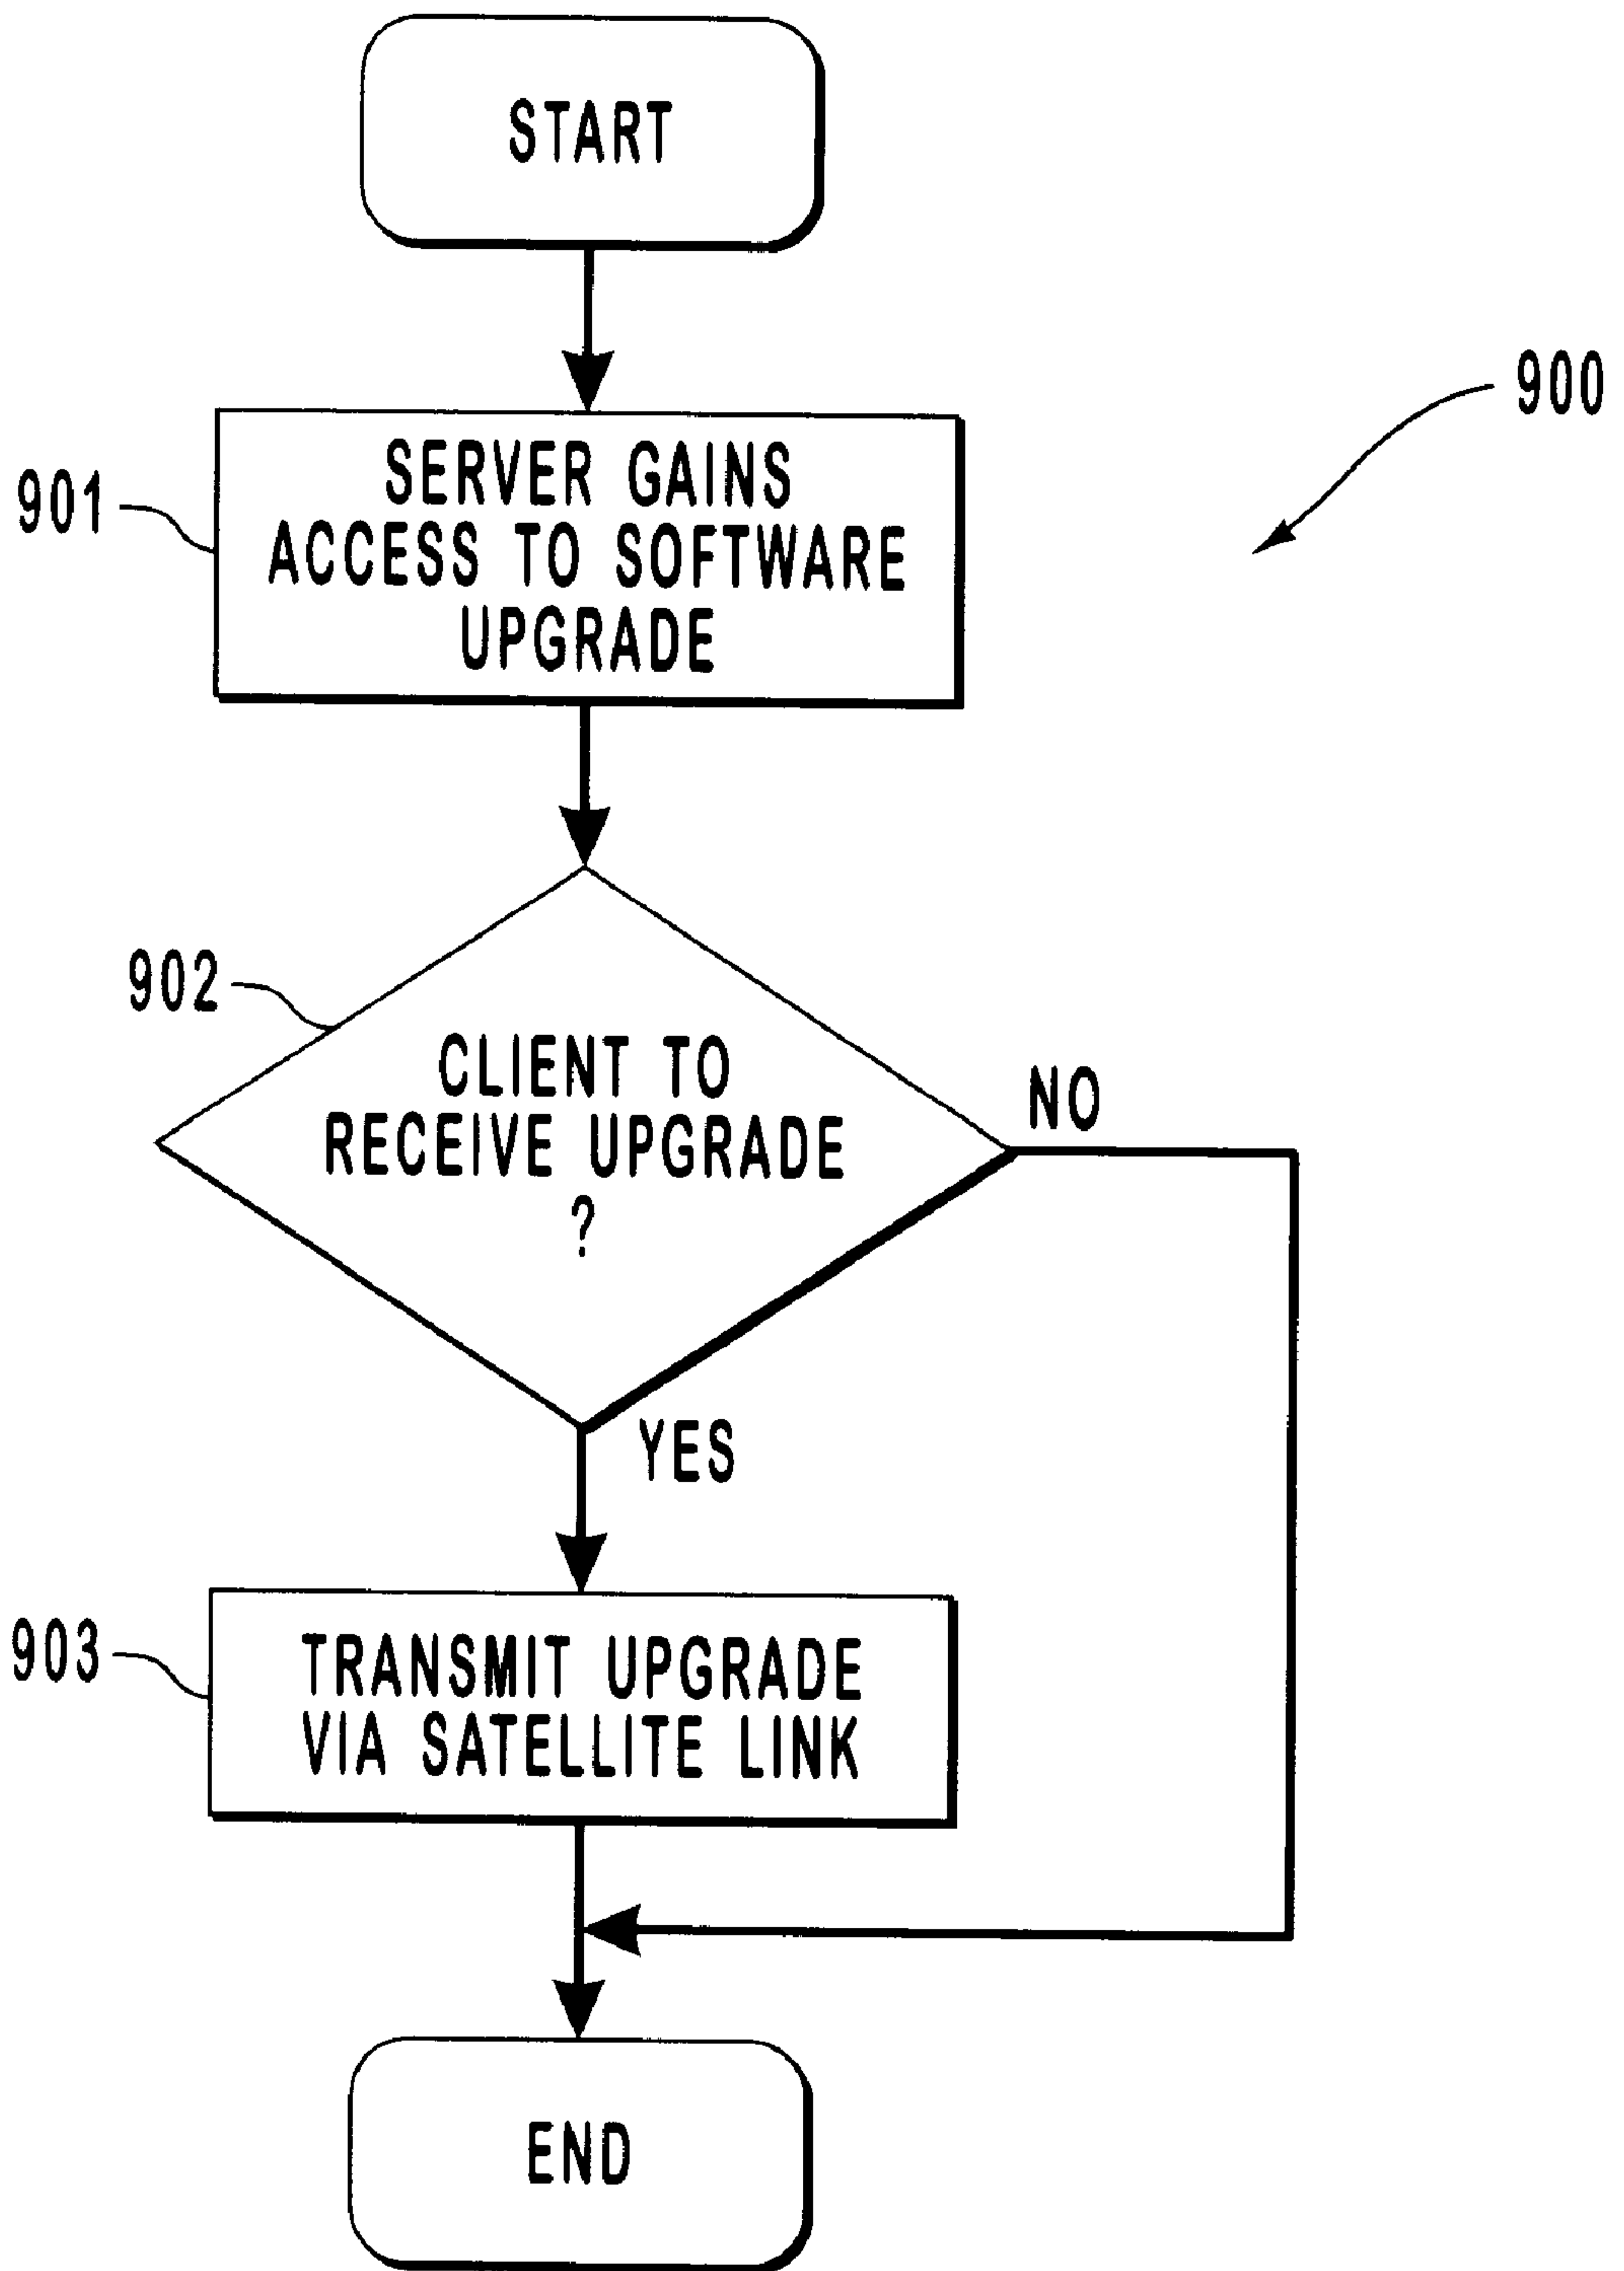 START
900
901
SERVER GAINS
ACCESS TO SOFTWARE
UPGRADE
902
CLIENT TO
RECEIVE UPGRADE
?
NO
YES
903
TRANSMIT UPGRADE
VIA SATELLITE LINK
END